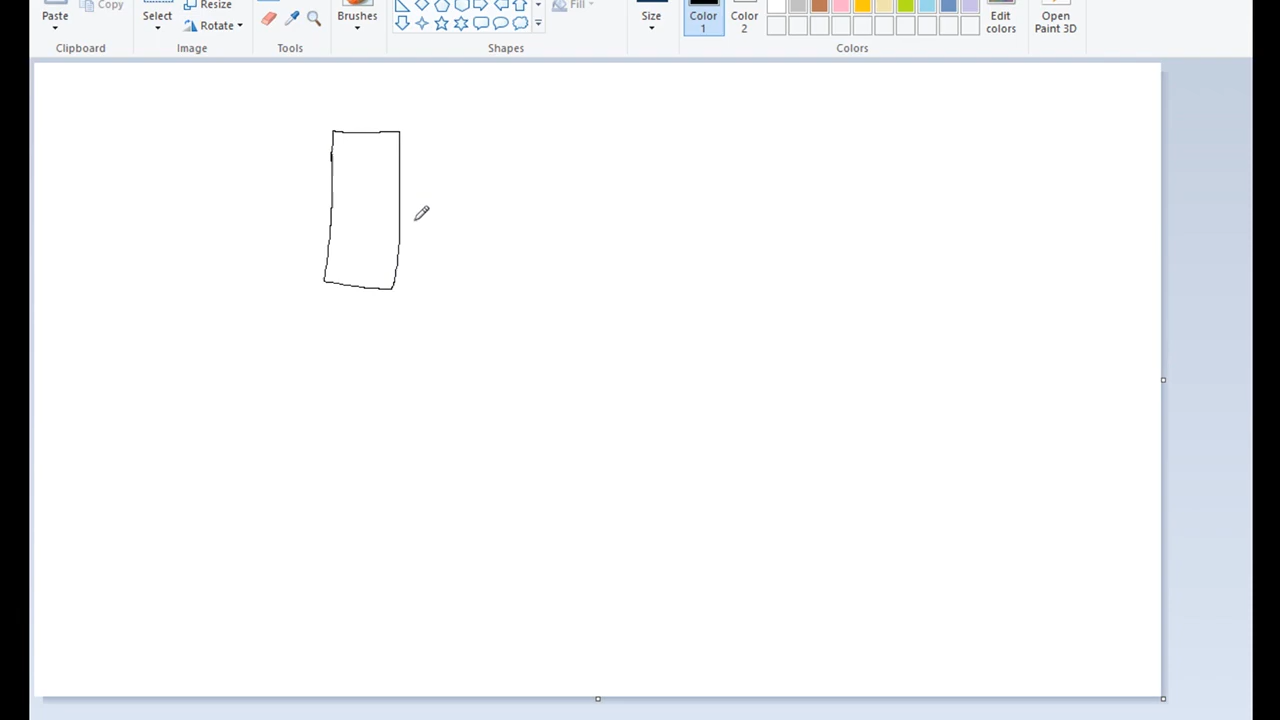 Paste
Copy
Select
Resize
Rotate
Brushes
Fill
Size
Color
1
Color
2
Edit
colors
Open
Paint 3D
Clipboard
Image
Tools
Shapes
Colors